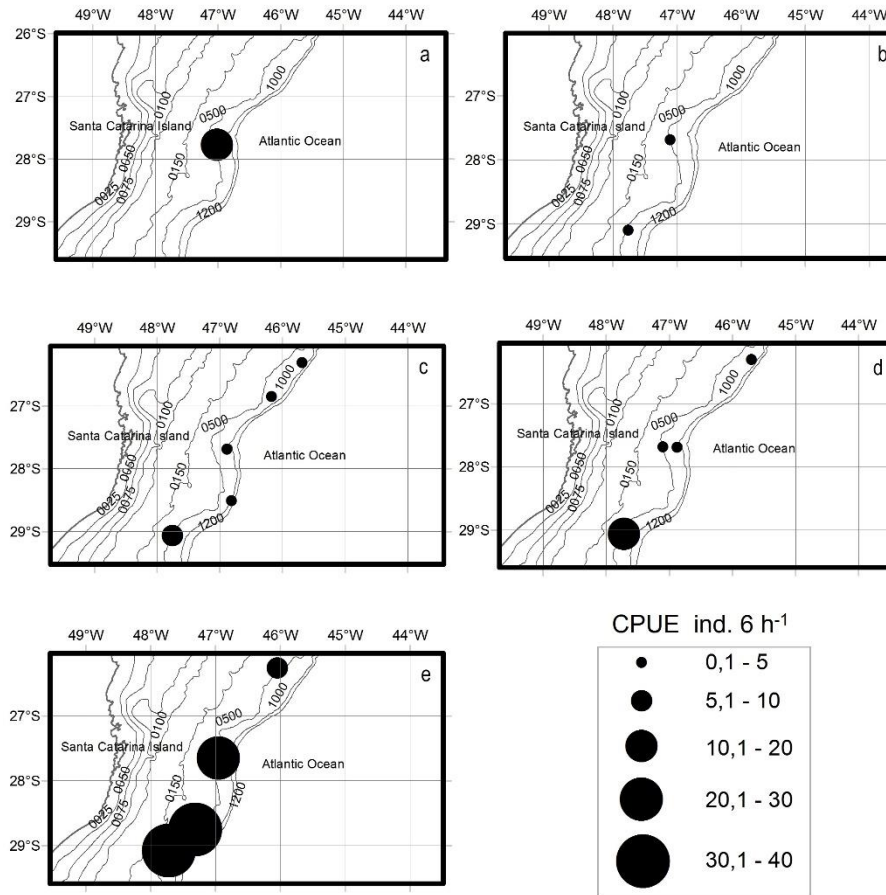 49°W 48°W 47°W 46°W 45°W 44°W
26°S
27°S
28°S
29°S
a
0100
0500
1000
Santa Catarina Island
Atlantic Ocean
0050
0025
0075
0150
1200
49°W 48°W 47°W 46°W 45°W 44°W
26°S
27°S
28°S
29°S
b
0100
0500
1000
Santa Catarina Island
Atlantic Ocean
0050
0025
0075
0150
1200
49°W 48°W 47°W 46°W 45°W 44°W
27°S
28°S
29°S
c
0100
0500
1000
Santa Catarina Island
Atlantic Ocean
0050
0025
0075
0150
1200
49°W 48°W 47°W 46°W 45°W 44°W
27°S
28°S
29°S
d
0100
0500
1000
Santa Catarina Island
Atlantic Ocean
0050
0025
0075
0150
1200
49°W 48°W 47°W 46°W 45°W 44°W
27°S
28°S
29°S
e
0100
0500
1000
Santa Catarina Island
Atlantic Ocean
0050
0025
0075
0150
1200
CPUE ind. 6 h-1
0,1 - 5
5,1 - 10
10,1 - 20
20,1 - 30
30,1 - 40